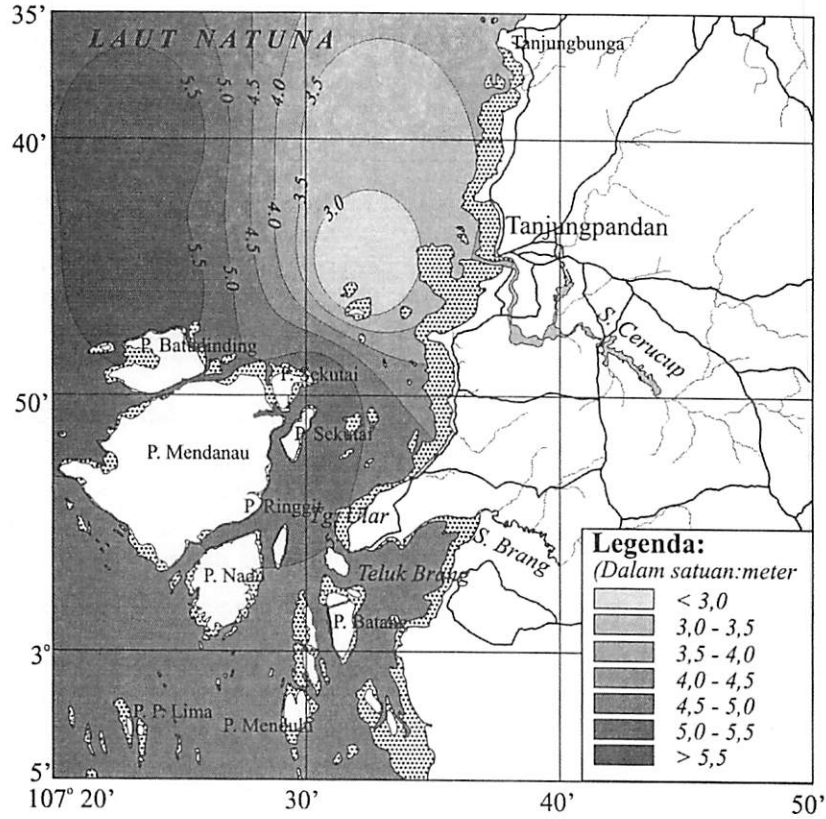 35'
LAUT NATUNA
Tanjungbunga
5.5
5.0
4.5
4.0
3.5
40'
3.5
3.0
4.0
4.5
5.0
5.5
Tanjungpandan
S. Cerucup
P. Batudinding
P. Sekutai
50'
P. Sekutai
P. Mendanau
P. Ringgit
Tg. Ular
S. Brang
P. Nado
Teluk Brang
P. Batang
3°
P. P. Lima
5'
107° 20'
30'
40'
50'
Legenda:
(Dalam satuan:meter
< 3,0
3,0 - 3,5
3,5 - 4,0
4,0 - 4,5
4,5 - 5,0
5,0 - 5,5
> 5,5